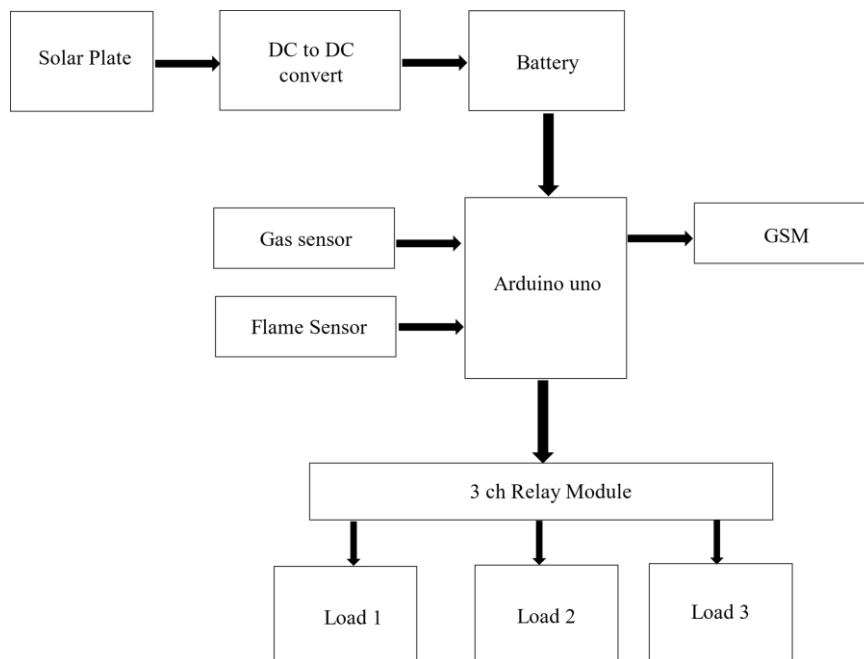 Solar Plate
DC to DC
convert
Battery
Gas sensor
Arduino uno
GSM
Flame Sensor
3 ch Relay Module
Load 1
Load 2
Load 3